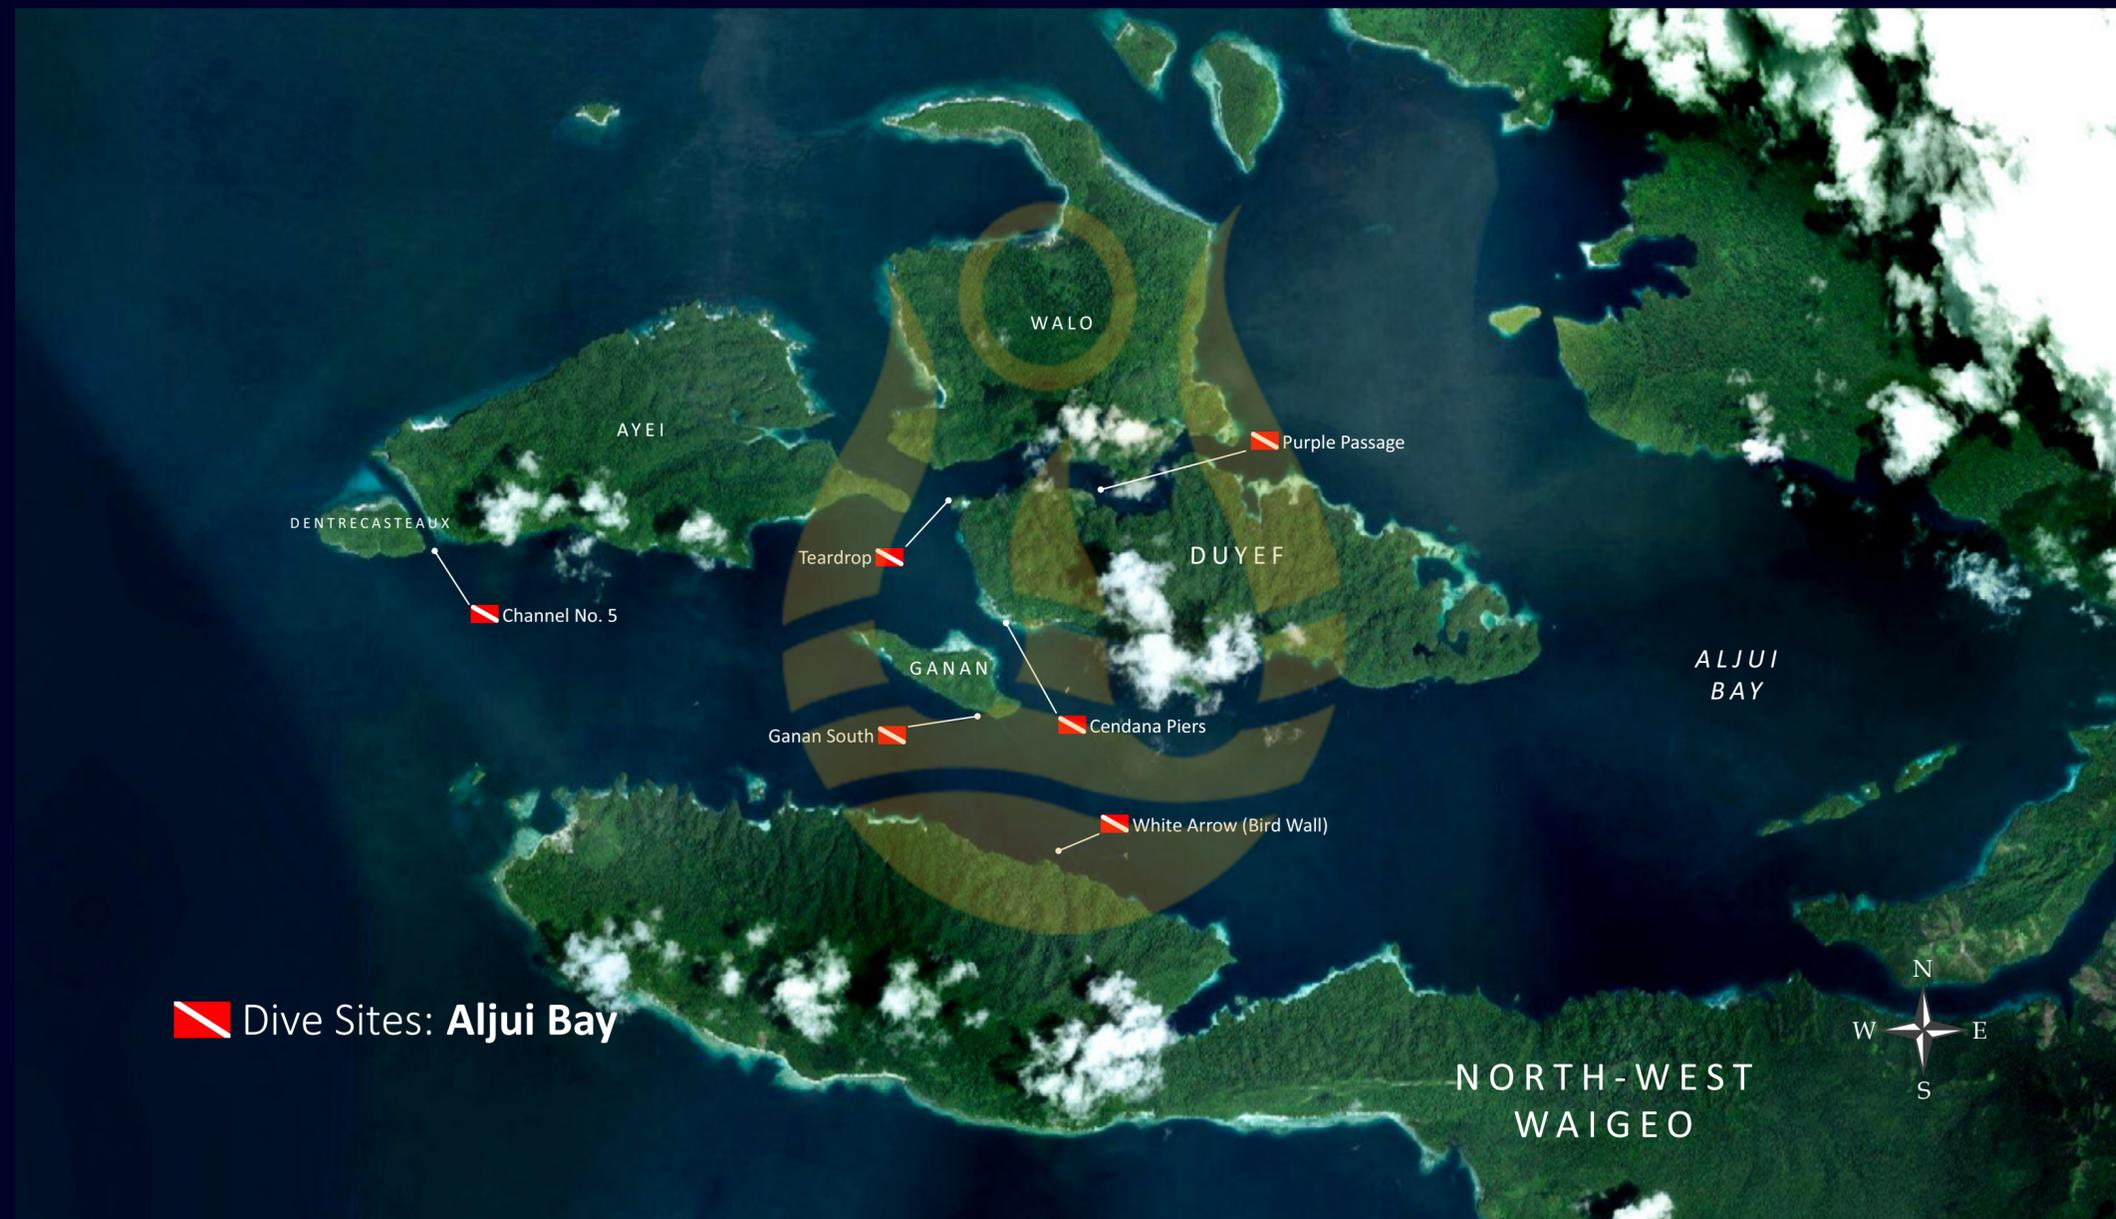 WALO
AYEI
Purple Passage
DENTRECASTEAUX
Teardrop
DUYEF
Channel No. 5
GANAN
ALJUI
BAY
Ganan South
Cendana Piers
White Arrow (Bird Wall)
Dive Sites: Aljui Bay
N
W
E
S
NORTH-WEST
WAIGEO